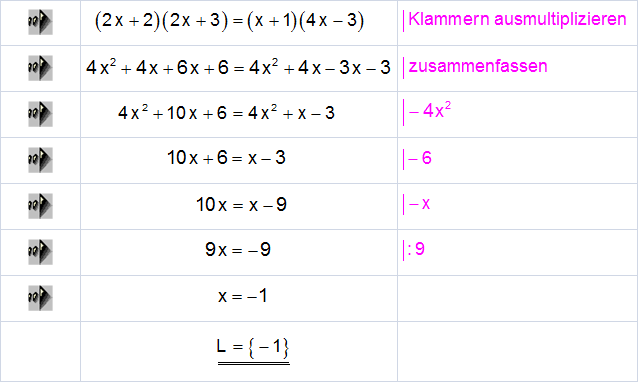 (2x + 2)(2x + 3) = (x + 1)(4x − 3) | Klammern ausmultiplizieren
4x² + 4x + 6x + 6 = 4x² + 4x − 3x − 3 | zusammenfassen
4x² + 10x + 6 = 4x² + x − 3 | − 4x²
10x + 6 = x − 3 | − 6
10x = x − 9 | − x
9x = −9 | : 9
x = −1
L = {−1}